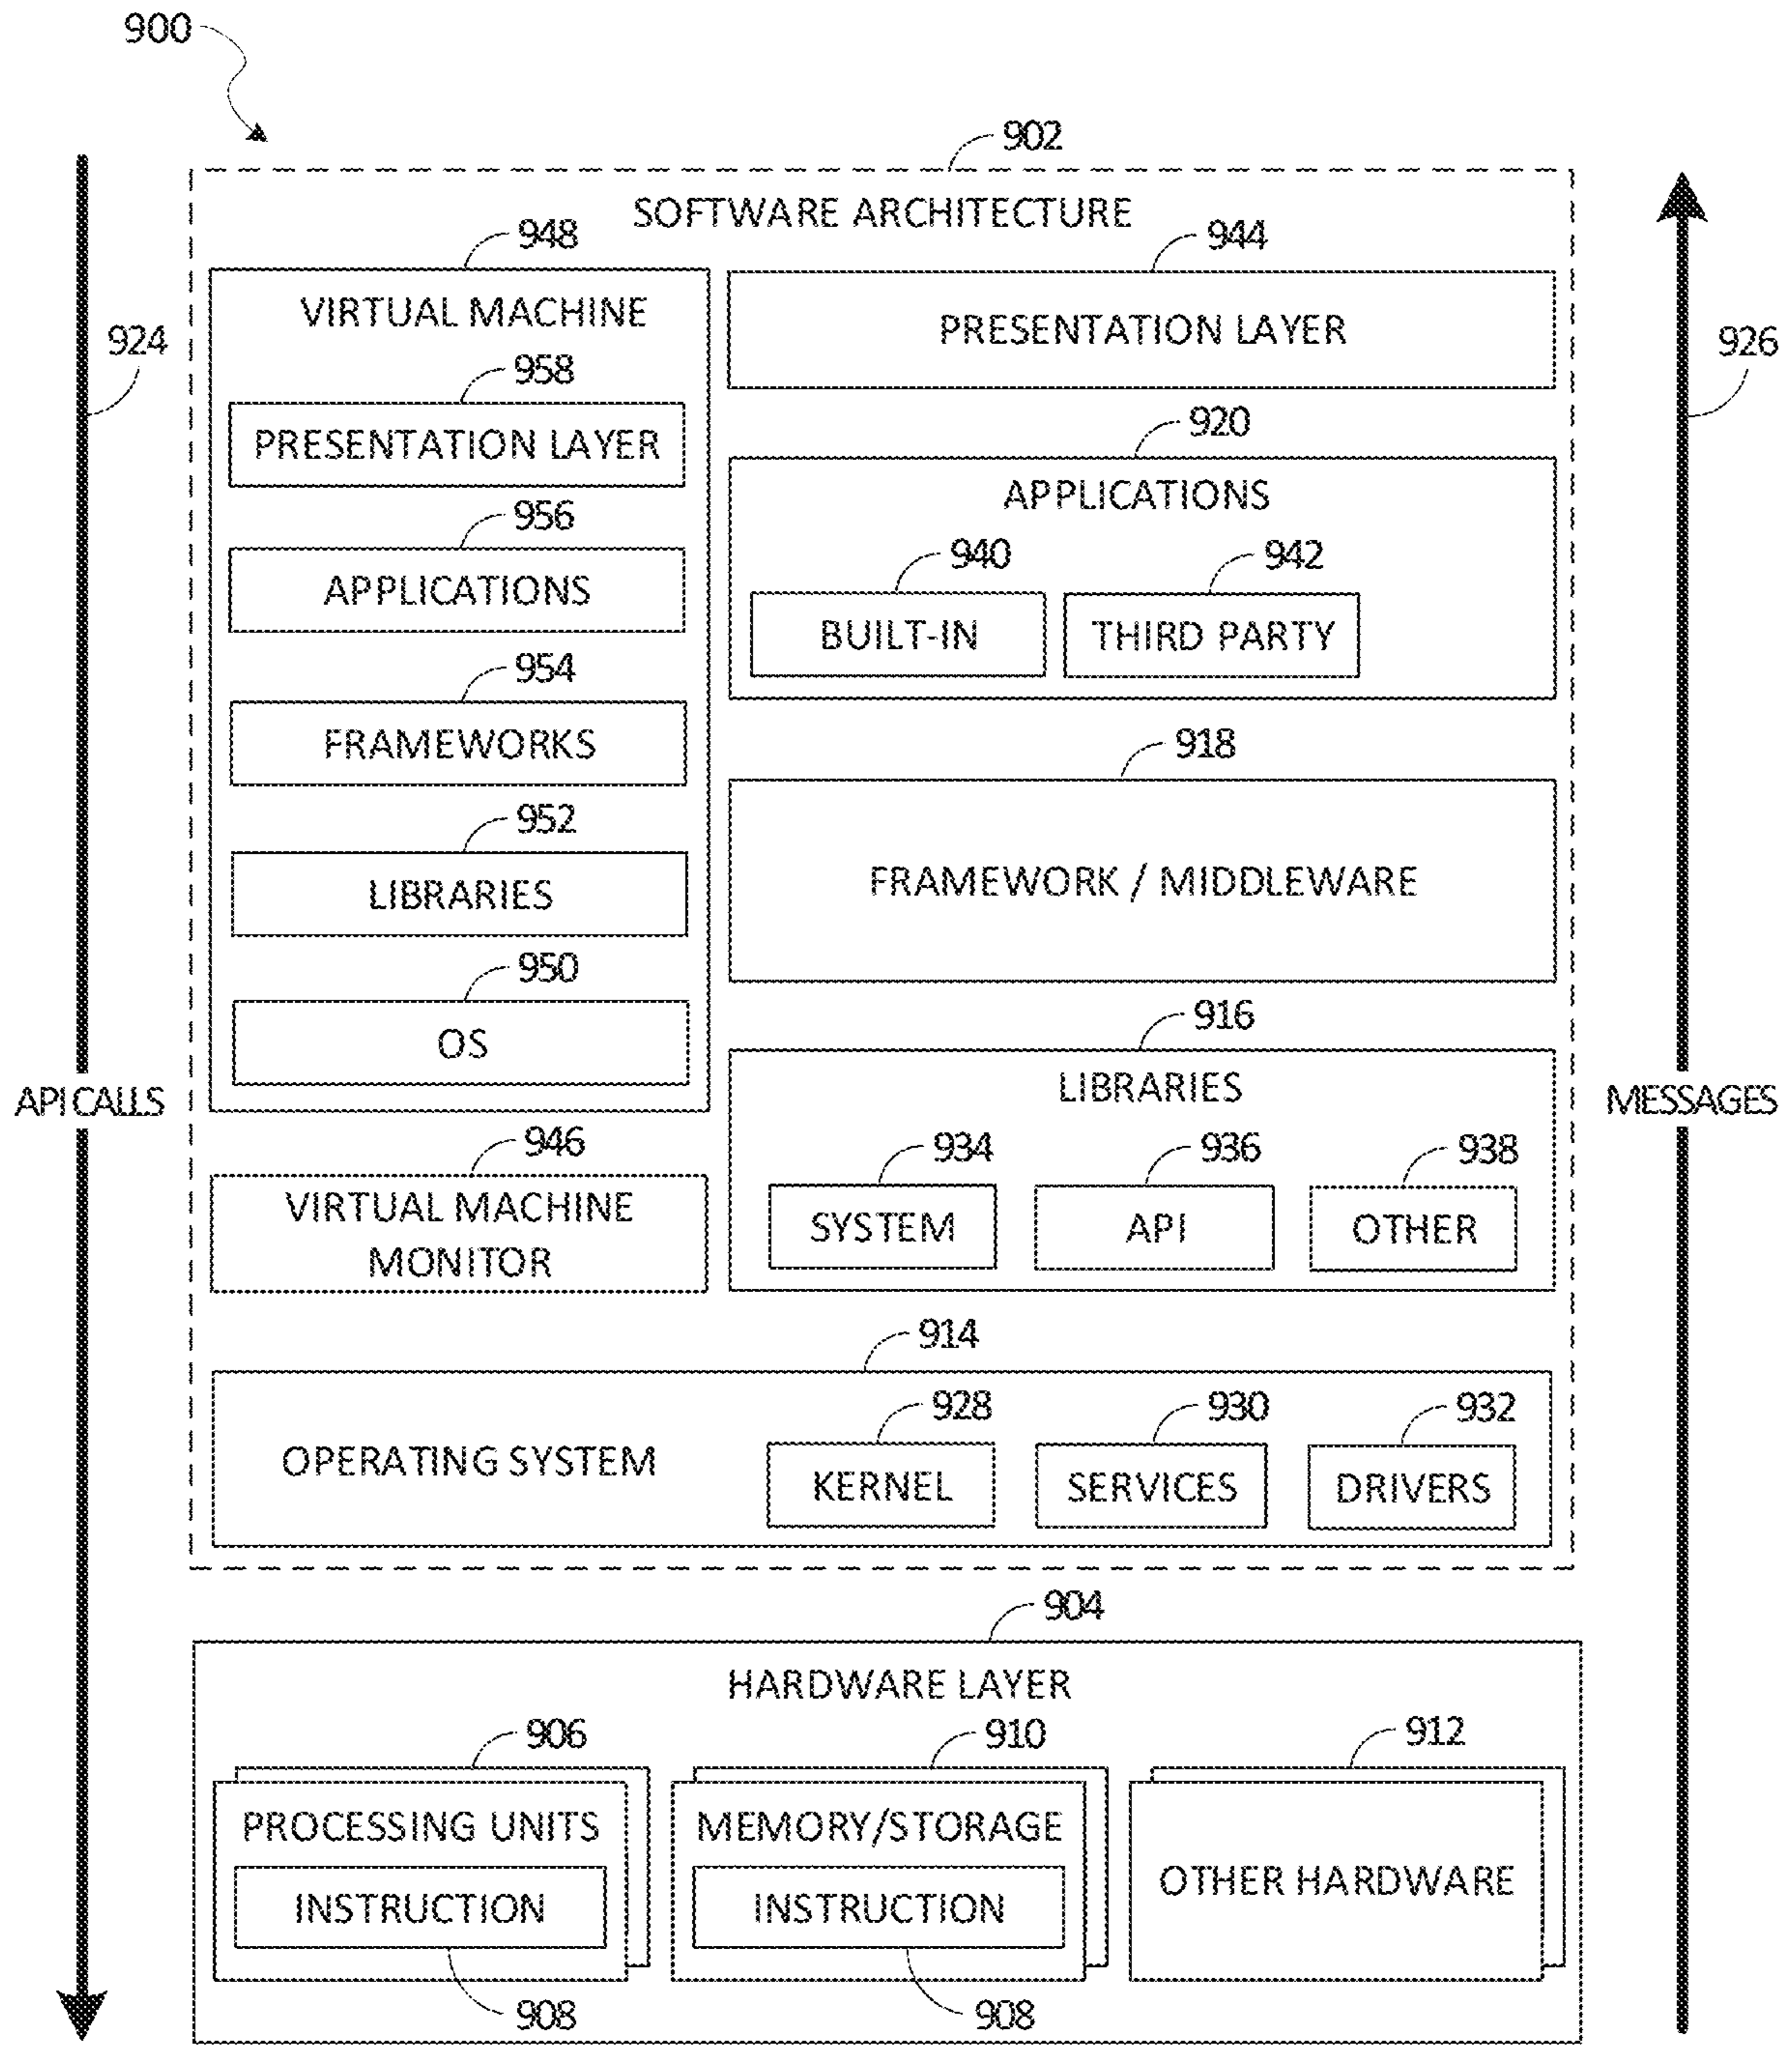 900
902
SOFTWARE ARCHITECTURE
948
VIRTUAL MACHINE
958
PRESENTATION LAYER
956
APPLICATIONS
954
FRAMEWORKS
952
LIBRARIES
950
OS
946
VIRTUAL MACHINE
MONITOR
944
PRESENTATION LAYER
920
APPLICATIONS
940
BUILT-IN
942
THIRD PARTY
918
FRAMEWORK / MIDDLEWARE
916
LIBRARIES
934
SYSTEM
936
API
938
OTHER
914
OPERATING SYSTEM
928
KERNEL
930
SERVICES
932
DRIVERS
924
API CALLS
926
MESSAGES
904
HARDWARE LAYER
906
PROCESSING UNITS
INSTRUCTION
908
910
MEMORY/STORAGE
INSTRUCTION
908
912
OTHER HARDWARE